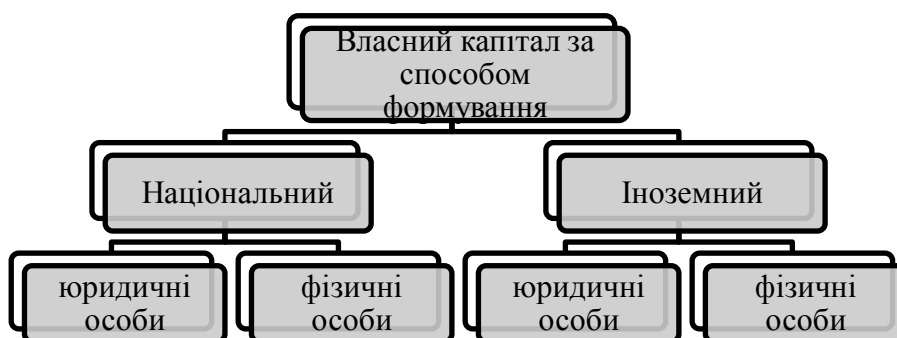 Власний капітал за
способом
формування
Національний
Іноземний
юридичні
особи
фізичні
особи
юридичні
особи
фізичні
особи